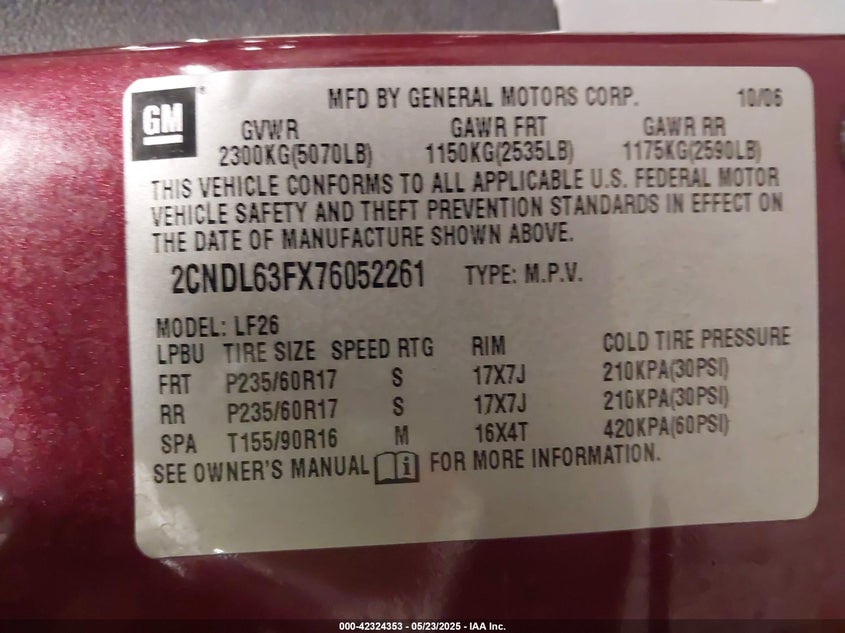 GM ® MFD BY GENERAL MOTORS CORP. 10/06
GVWR GAWR FRT GAWR RR
2300KG(5070LB) 1150KG(2535LB) 1175KG(2590LB)
THIS VEHICLE CONFORMS TO ALL APPLICABLE U.S. FEDERAL MOTOR
VEHICLE SAFETY AND THEFT PREVENTION STANDARDS IN EFFECT ON
THE DATE OF MANUFACTURE SHOWN ABOVE.
2CNDL63FX76052261 TYPE: M.P.V.
MODEL: LF26
LPBU TIRE SIZE SPEED RTG RIM COLD TIRE PRESSURE
FRT P235/60R17 S 17X7J 210KPA(30PSI)
RR P235/60R17 S 17X7J 210KPA(30PSI)
SPA T155/90R16 M 16X4T 420KPA(60PSI)
SEE OWNER'S MANUAL i FOR MORE INFORMATION.
000-42324353 — 05/23/2025 — IAA Inc.